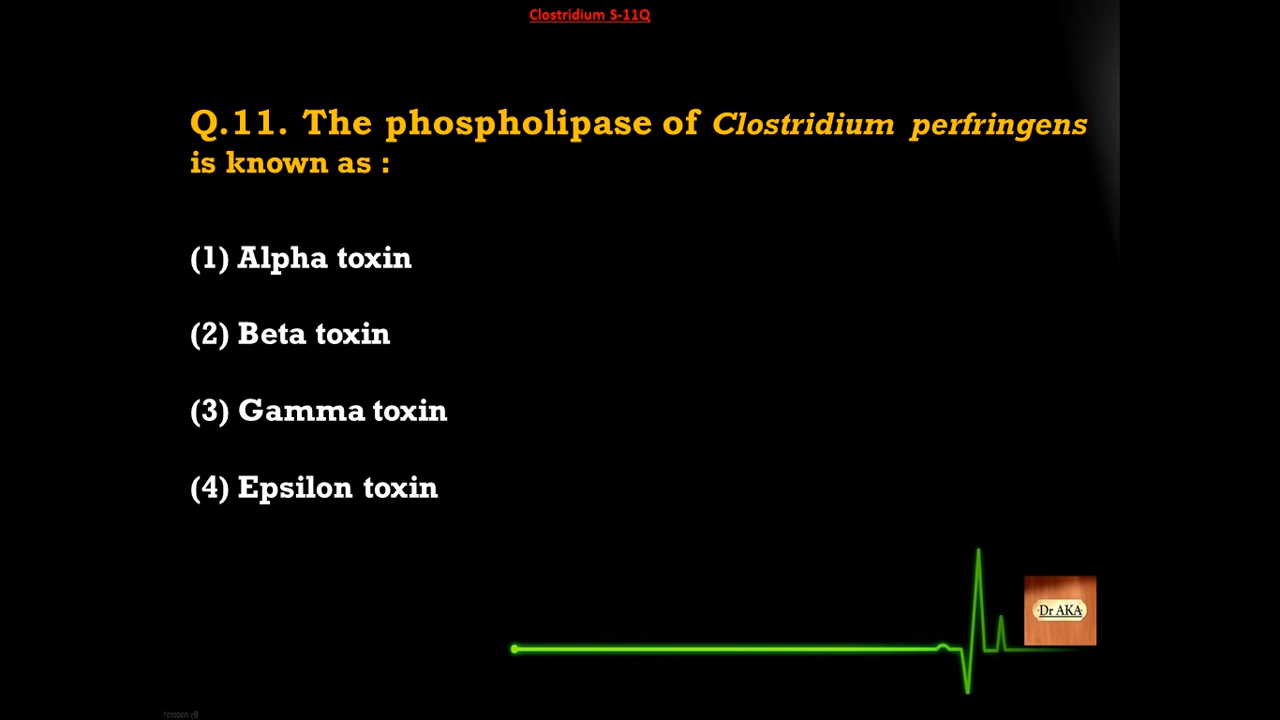 Clostridium S-11Q
Q.11. The phospholipase of Clostridium perfringens
is known as :
(1) Alpha toxin
(2) Beta toxin
(3) Gamma toxin
(4) Epsilon toxin
Dr AKA